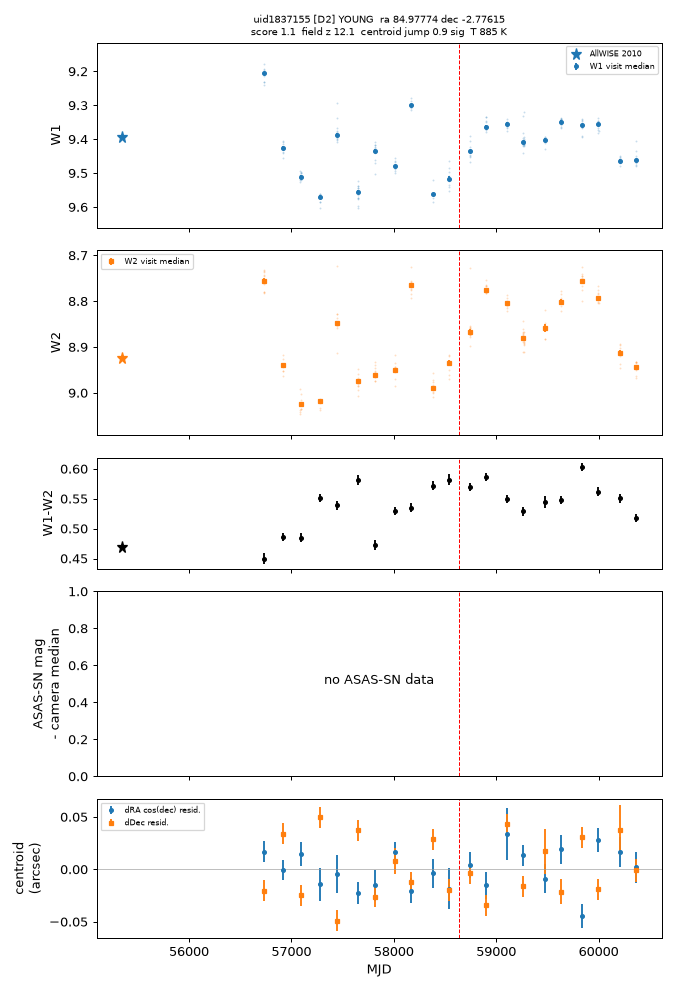 uid1837155 [D2] YOUNG ra 84.97774 dec -2.77615
score 1.1 field z 12.1 centroid jump 0.9 sig T 885 K
AllWISE 2010
W1 visit median
W1
9.2
9.3
9.4
9.5
9.6
W2 visit median
W2
8.7
8.8
8.9
9.0
W1-W2
0.60
0.55
0.50
0.45
ASAS-SN mag
- camera median
1.0
0.8
0.6
0.4
0.2
0.0
no ASAS-SN data
dRA cos(dec) resid.
dDec resid.
centroid
(arcsec)
0.05
0.00
−0.05
56000 57000 58000 59000 60000
MJD